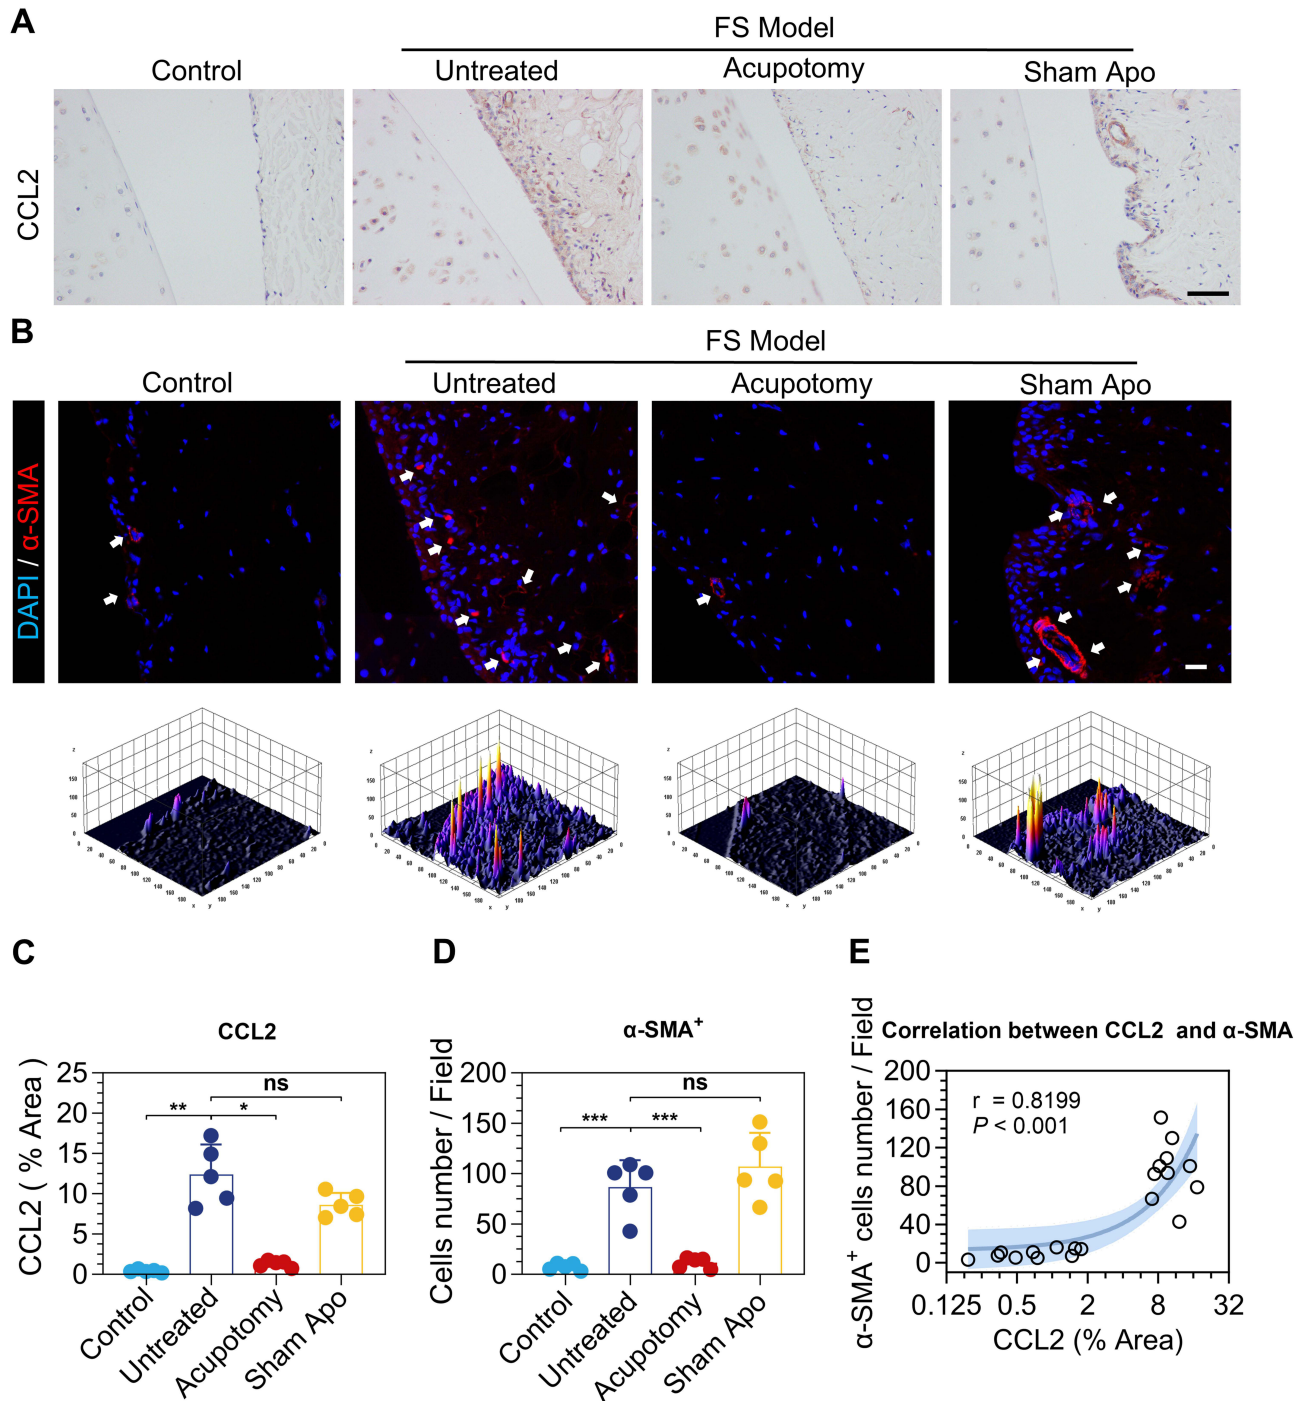 A
FS Model
Control
Untreated
Acupotomy
Sham Apo
CCL2
B
FS Model
Control
Untreated
Acupotomy
Sham Apo
DAPI / α-SMA
C
CCL2
CCL2 ( % Area )
25
20
15
10
5
0
**
*
ns
Control
Untreated
Acupotomy
Sham Apo
D
α-SMA+
Cells number / Field
200
150
100
50
0
***
***
ns
Control
Untreated
Acupotomy
Sham Apo
E
Correlation between CCL2 and α-SMA
α-SMA+ cells number / Field
200
160
120
80
40
0
r = 0.8199
P < 0.001
0.125
0.5
2
8
32
CCL2 (% Area)